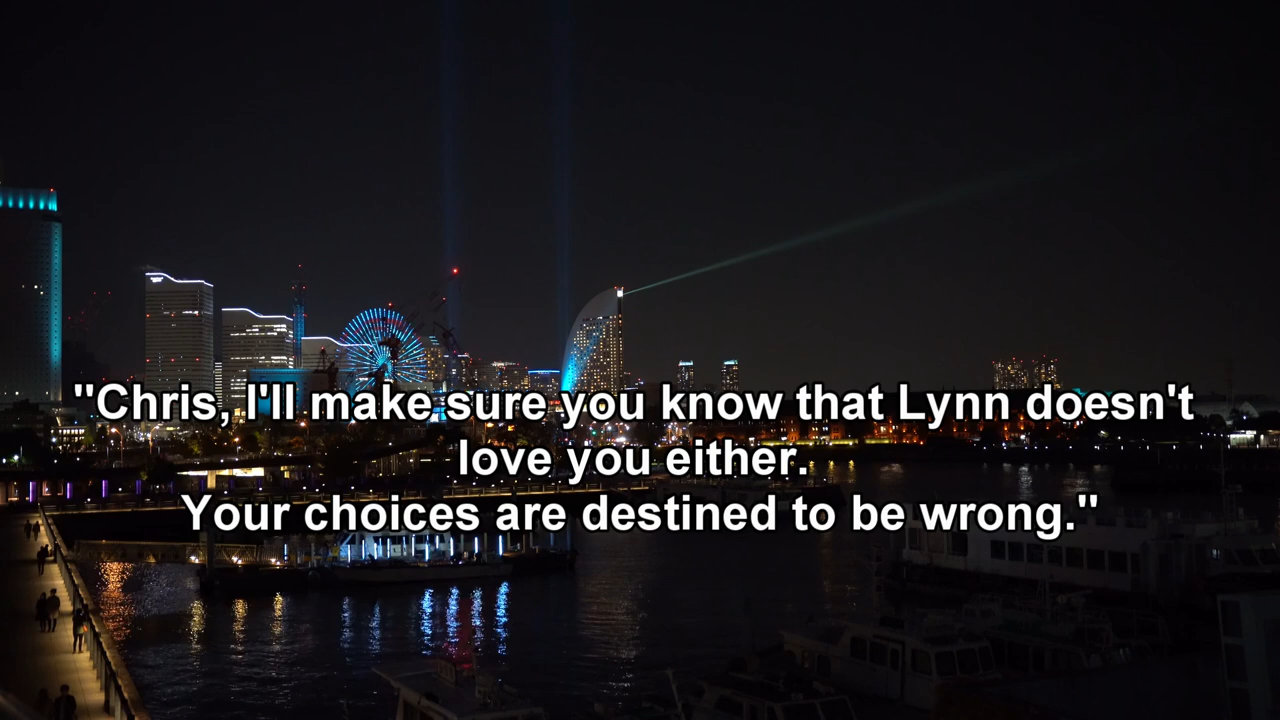 "Chris, I'll make sure you know that Lynn doesn't
love you either.
Your choices are destined to be wrong."